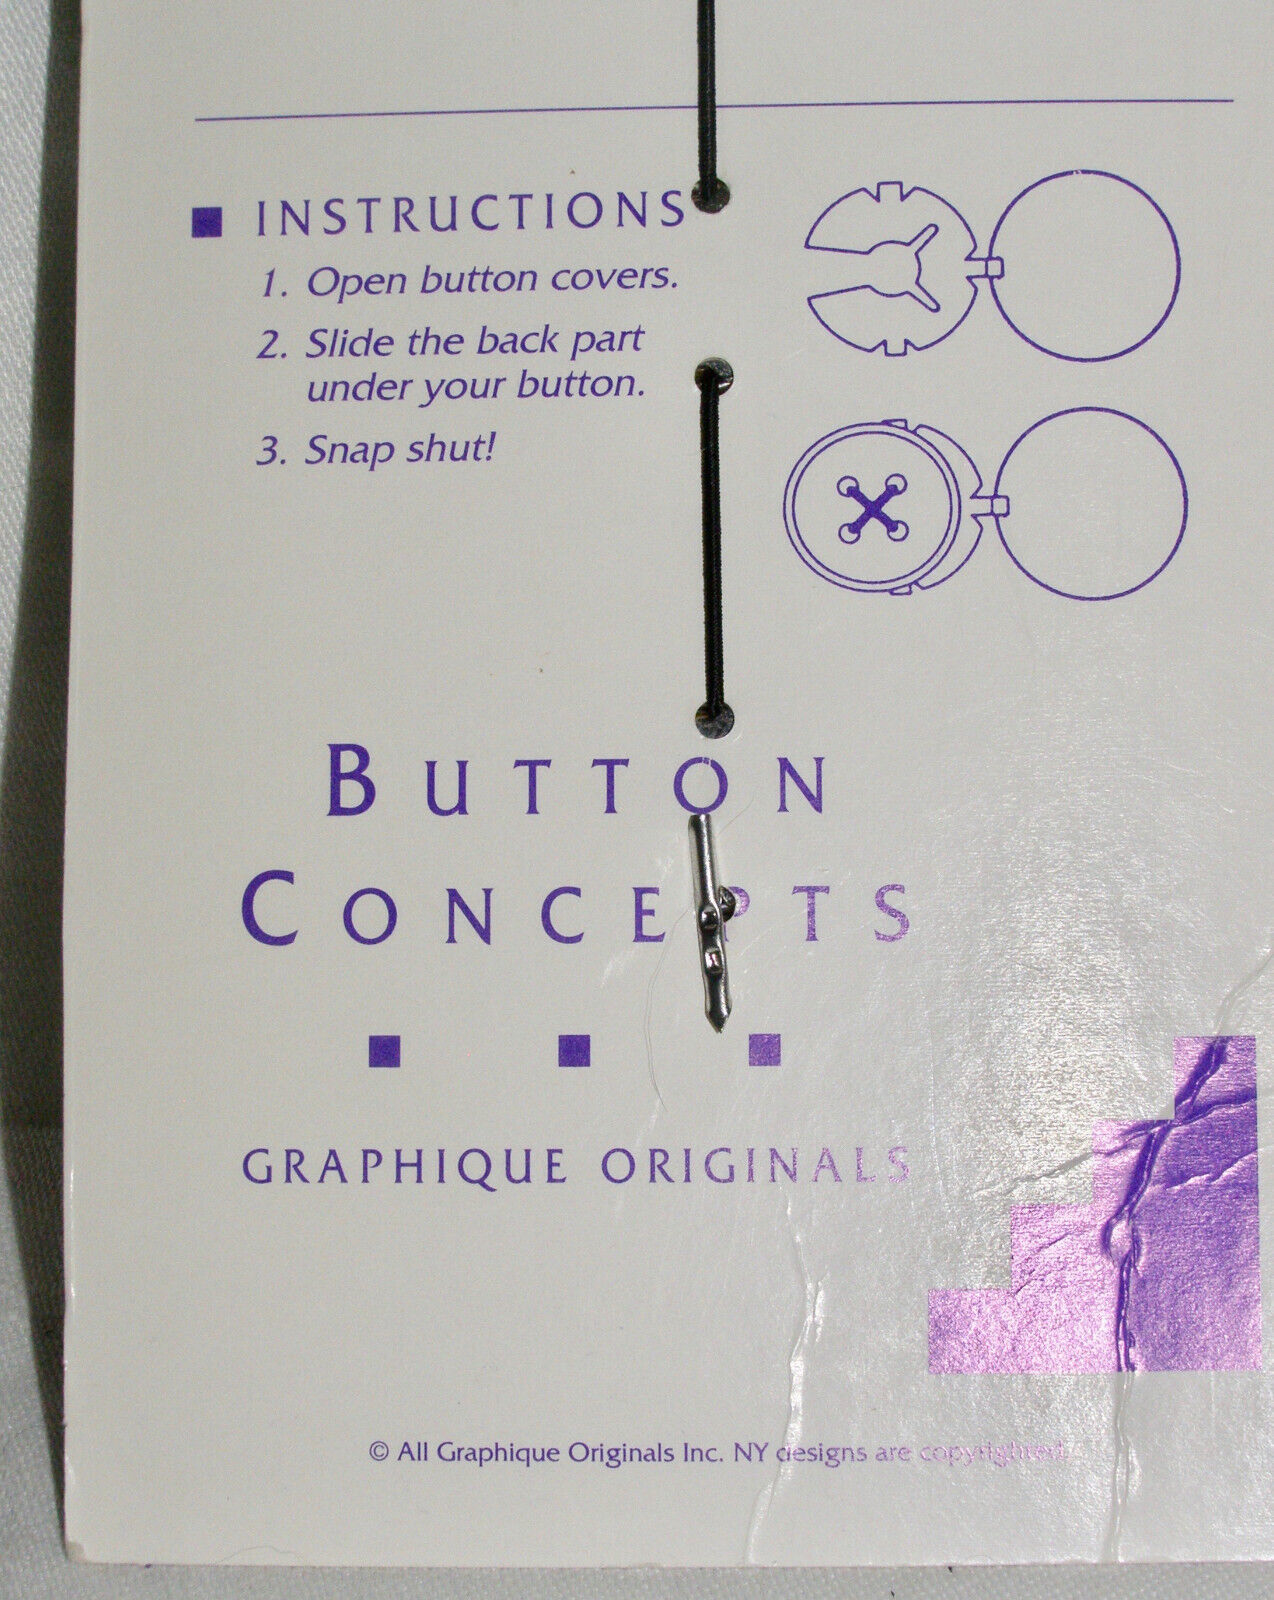 INSTRUCTIONS
1. Open button covers.
2. Slide the back part
under your button.
3. Snap shut!
BUTTON
CONCEPTS
GRAPHIQUE ORIGINALS
© All Graphique Originals Inc. NY designs are copyrighted.